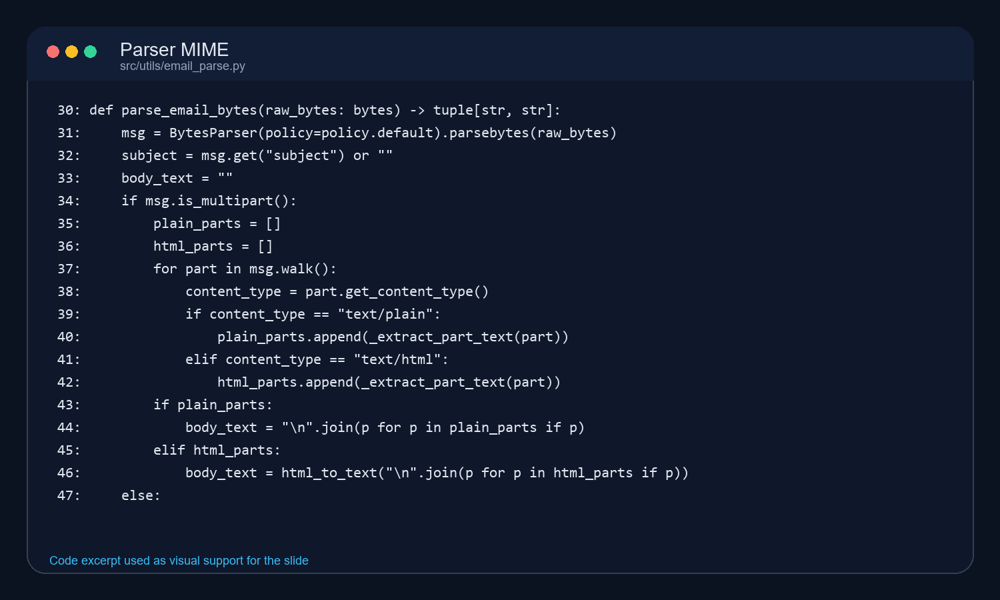 Parser MIME
src/utils/email_parse.py
30: def parse_email_bytes(raw_bytes: bytes) -> tuple[str, str]:
31:     msg = BytesParser(policy=policy.default).parsebytes(raw_bytes)
32:     subject = msg.get("subject") or ""
33:     body_text = ""
34:     if msg.is_multipart():
35:         plain_parts = []
36:         html_parts = []
37:         for part in msg.walk():
38:             content_type = part.get_content_type()
39:             if content_type == "text/plain":
40:                 plain_parts.append(_extract_part_text(part))
41:             elif content_type == "text/html":
42:                 html_parts.append(_extract_part_text(part))
43:         if plain_parts:
44:             body_text = "\n".join(p for p in plain_parts if p)
45:         elif html_parts:
46:             body_text = html_to_text("\n".join(p for p in html_parts if p))
47:     else:
Code excerpt used as visual support for the slide